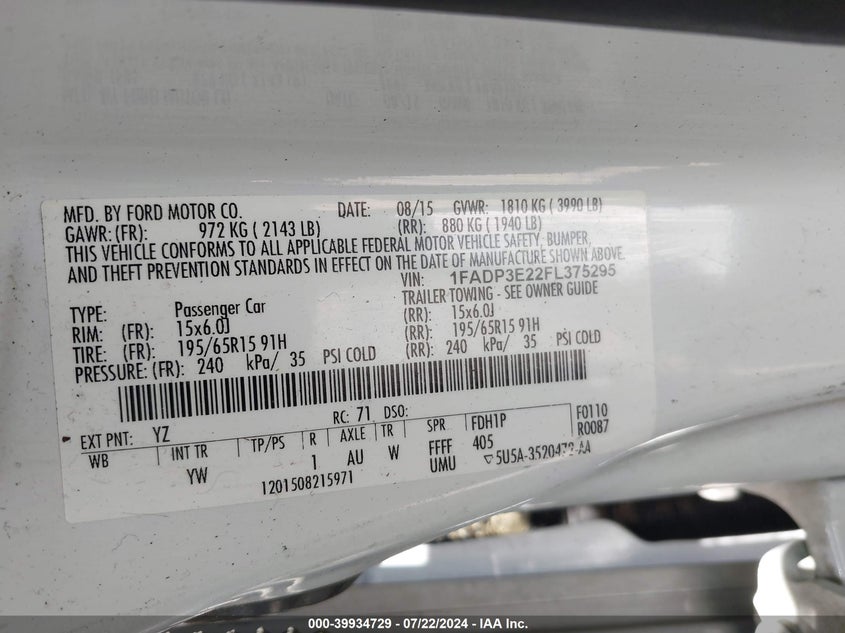 MFD. BY FORD MOTOR CO. DATE: 08/15 GVWR: 1810 KG ( 3990 LB)
GAWR: (FR): 972 KG ( 2143 LB) (RR): 880 KG ( 1940 LB)
THIS VEHICLE CONFORMS TO ALL APPLICABLE FEDERAL MOTOR VEHICLE SAFETY, BUMPER,
AND THEFT PREVENTION STANDARDS IN EFFECT ON THE DATE OF MANUFACTURE SHOWN ABOVE.
VIN: 1FADP3E22FL375295
TYPE: Passenger Car TRAILER TOWING - SEE OWNER GUIDE
RIM: (FR): 15x6.0J (RR): 15x6.0J
TIRE: (FR): 195/65R15 91H (RR): 195/65R15 91H
PRESSURE: (FR): 240 kPa/ 35 PSI COLD (RR): 240 kPa/ 35 PSI COLD
EXT PNT: YZ RC: 71 DSO: FDH1P F0110
WB INT TR TP/PS R AXLE TR SPR 405 R0087
YW 1 AU W FFFF
UMU ▽5U5A-3520472-AA
1201508215971
000-39934729 - 07/22/2024 - IAA Inc.